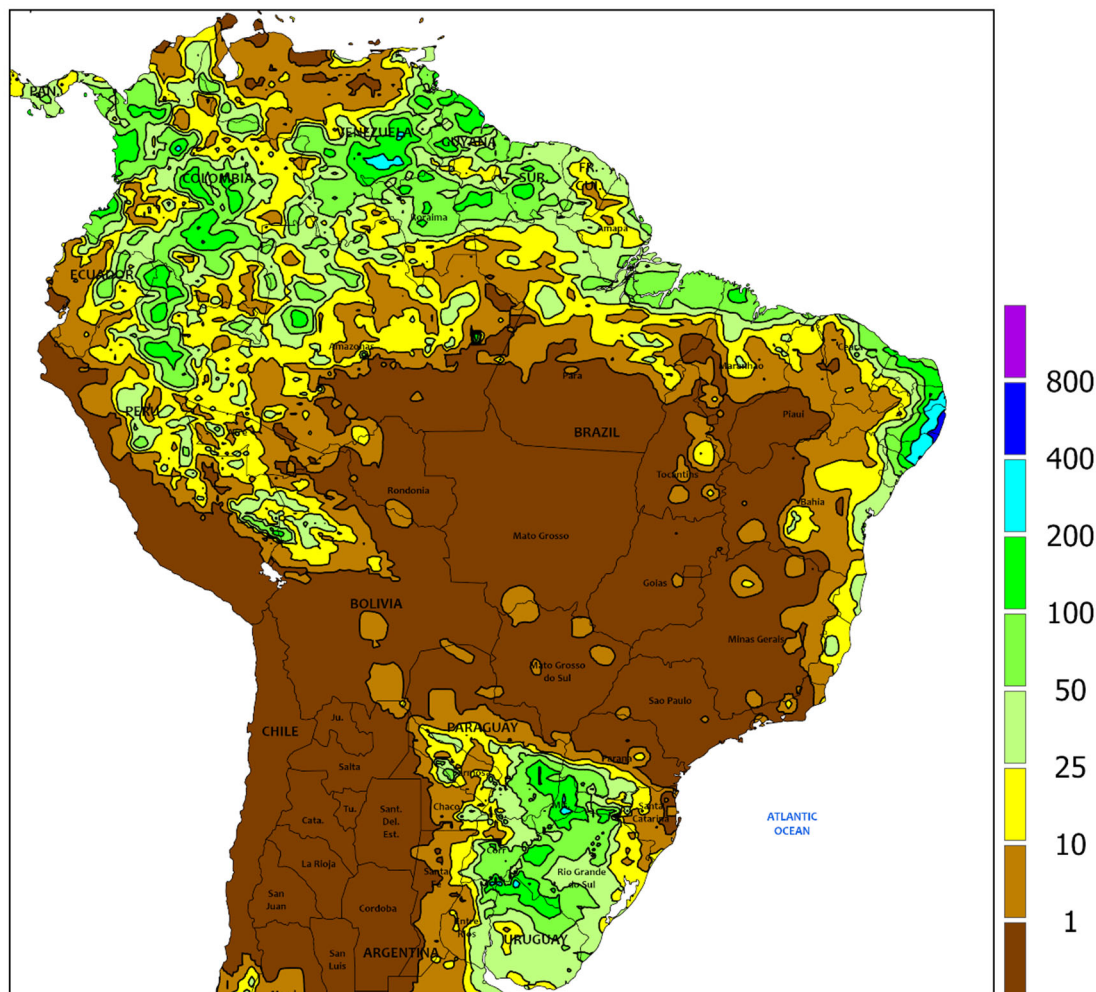 PAN.
VENEZUELA
GUYANA
COLOMBIA
SUR.
FR.
GUI.
Roraima
Amapa
ECUADOR
Amazonas
Para
Maranhao
Ceara
PERU
Piaui
BRAZIL
Tocantins
Rondonia
Bahia
Mato Grosso
Goias
BOLIVIA
Minas Gerais
Mato Grosso
do Sul
Sao Paulo
Ju.
CHILE
PARAGUAY
Salta
Parana
Chaco
Santa
Catarina
Tu.
Cata.
Sant.
Del.
Est.
La Rioja
Santa
Fe
Rio Grande
do Sul
San
Juan
Cordoba
Entre
Rios
URUGUAY
San
Luis
ARGENTINA
ATLANTIC
OCEAN
800
400
200
100
50
25
10
1